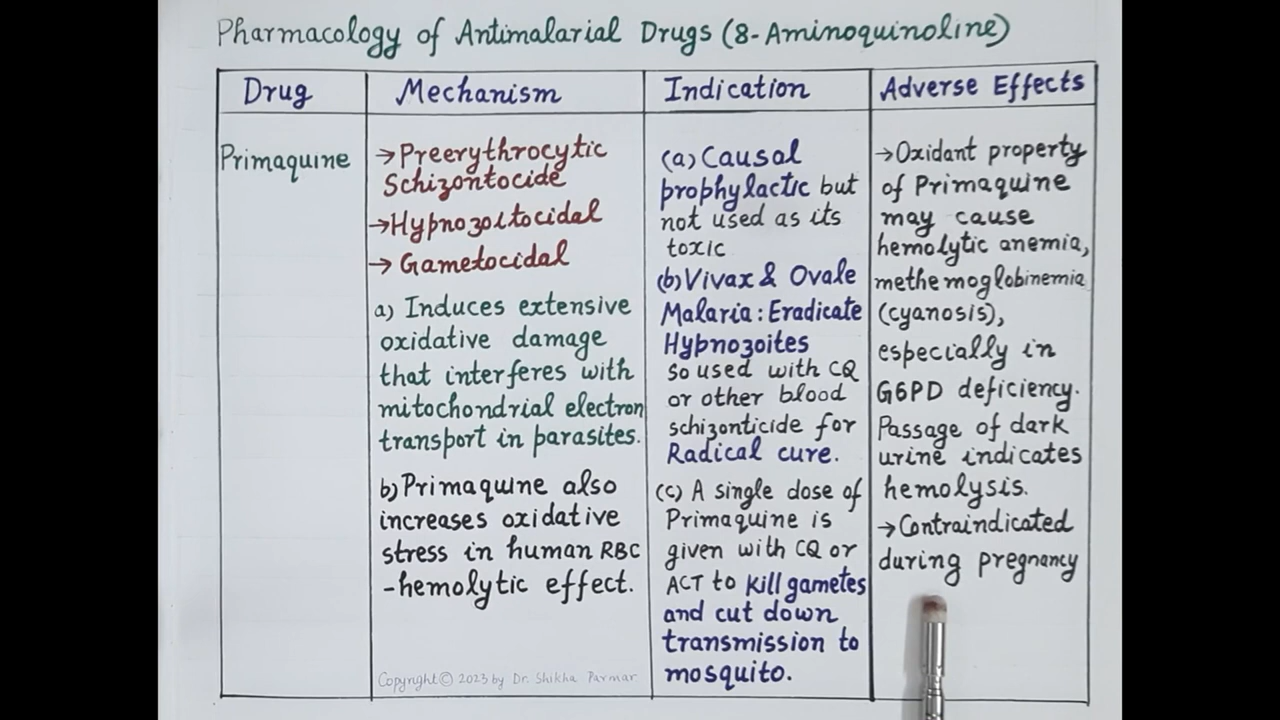 Pharmacology of Antimalarial Drugs (8-Aminoquinoline)
Drug
Mechanism
Indication
Adverse Effects
Primaquine
→Preerythrocytic
Schizontocide
→Hypnozoitocidal
→ Gametocidal
a) Induces extensive
oxidative damage
that interferes with
mitochondrial electron
transport in parasites.
b) Primaquine also
increases oxidative
stress in human RBC
-hemolytic effect.
(a) Causal
prophylactic but
not used as its
toxic
(b) Vivax & Ovale
Malaria: Eradicate
Hypnozoites
so used with CQ
or other blood
schizonticide for
Radical cure.
(c) A single dose of
Primaquine is
given with CQ or
ACT to kill gametes
and cut down
transmission to
mosquito.
→Oxidant property
of Primaquine
may cause
hemolytic anemia,
methemoglobinemia
(cyanosis),
especially in
G6PD deficiency.
Passage of dark
urine indicates
hemolysis.
→Contraindicated
during pregnancy
Copyright © 2023 by Dr. Shikha Parmar